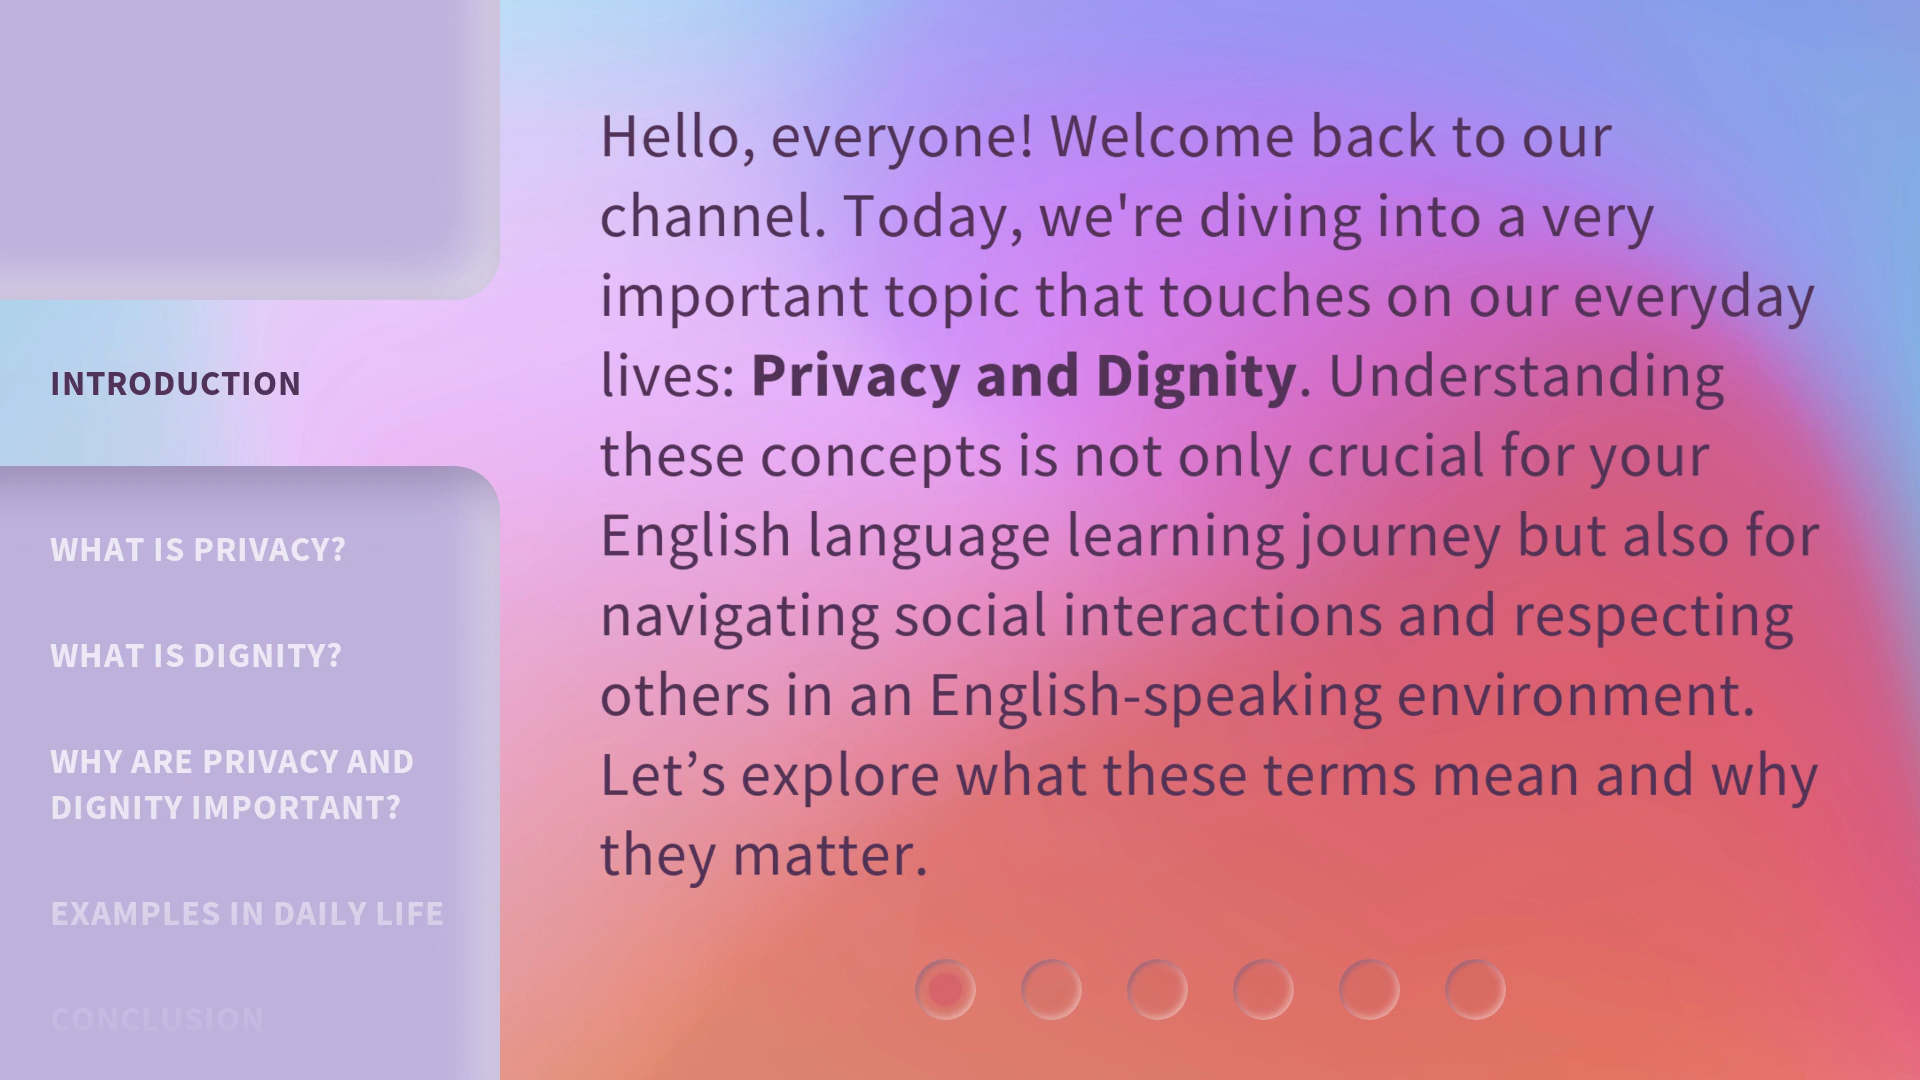 INTRODUCTION
WHAT IS PRIVACY?
WHAT IS DIGNITY?
WHY ARE PRIVACY AND
DIGNITY IMPORTANT?
EXAMPLES IN DAILY LIFE
CONCLUSION
Hello, everyone! Welcome back to our
channel. Today, we're diving into a very
important topic that touches on our everyday
lives: Privacy and Dignity. Understanding
these concepts is not only crucial for your
English language learning journey but also for
navigating social interactions and respecting
others in an English-speaking environment.
Let’s explore what these terms mean and why
they matter.